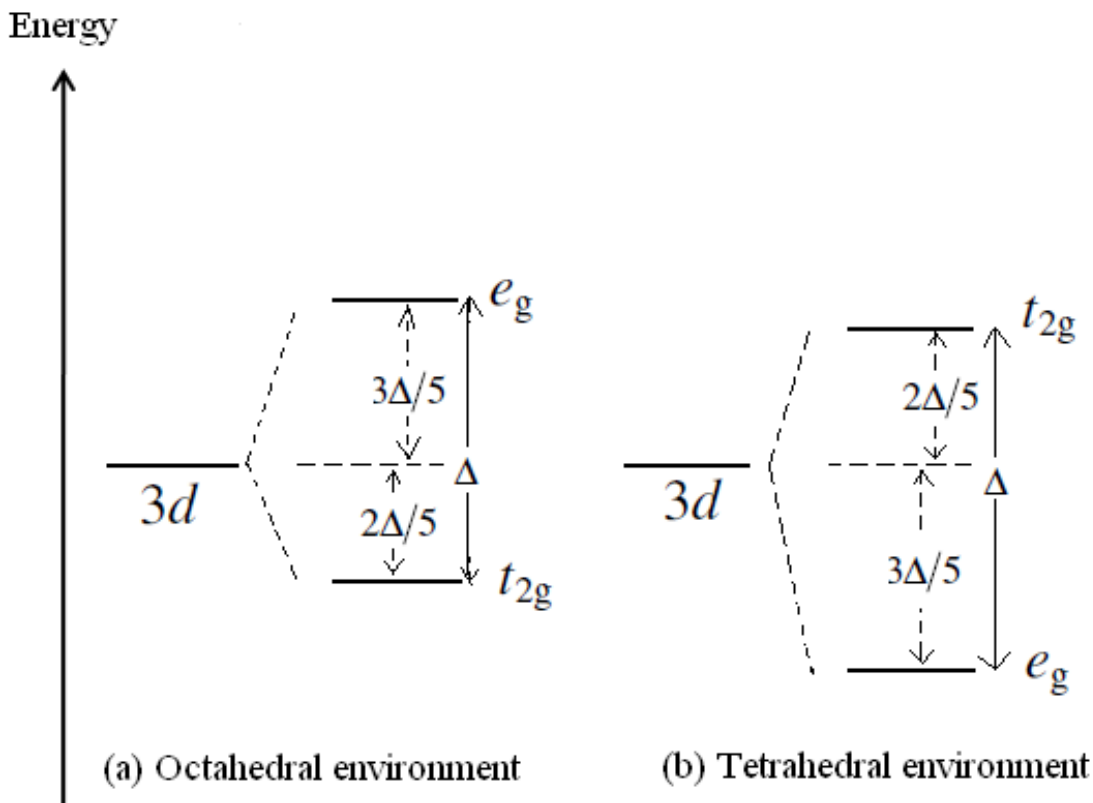 Energy
e_g
3Δ/5
3d
Δ
2Δ/5
t_2g
(a) Octahedral environment
t_2g
2Δ/5
3d
Δ
3Δ/5
e_g
(b) Tetrahedral environment